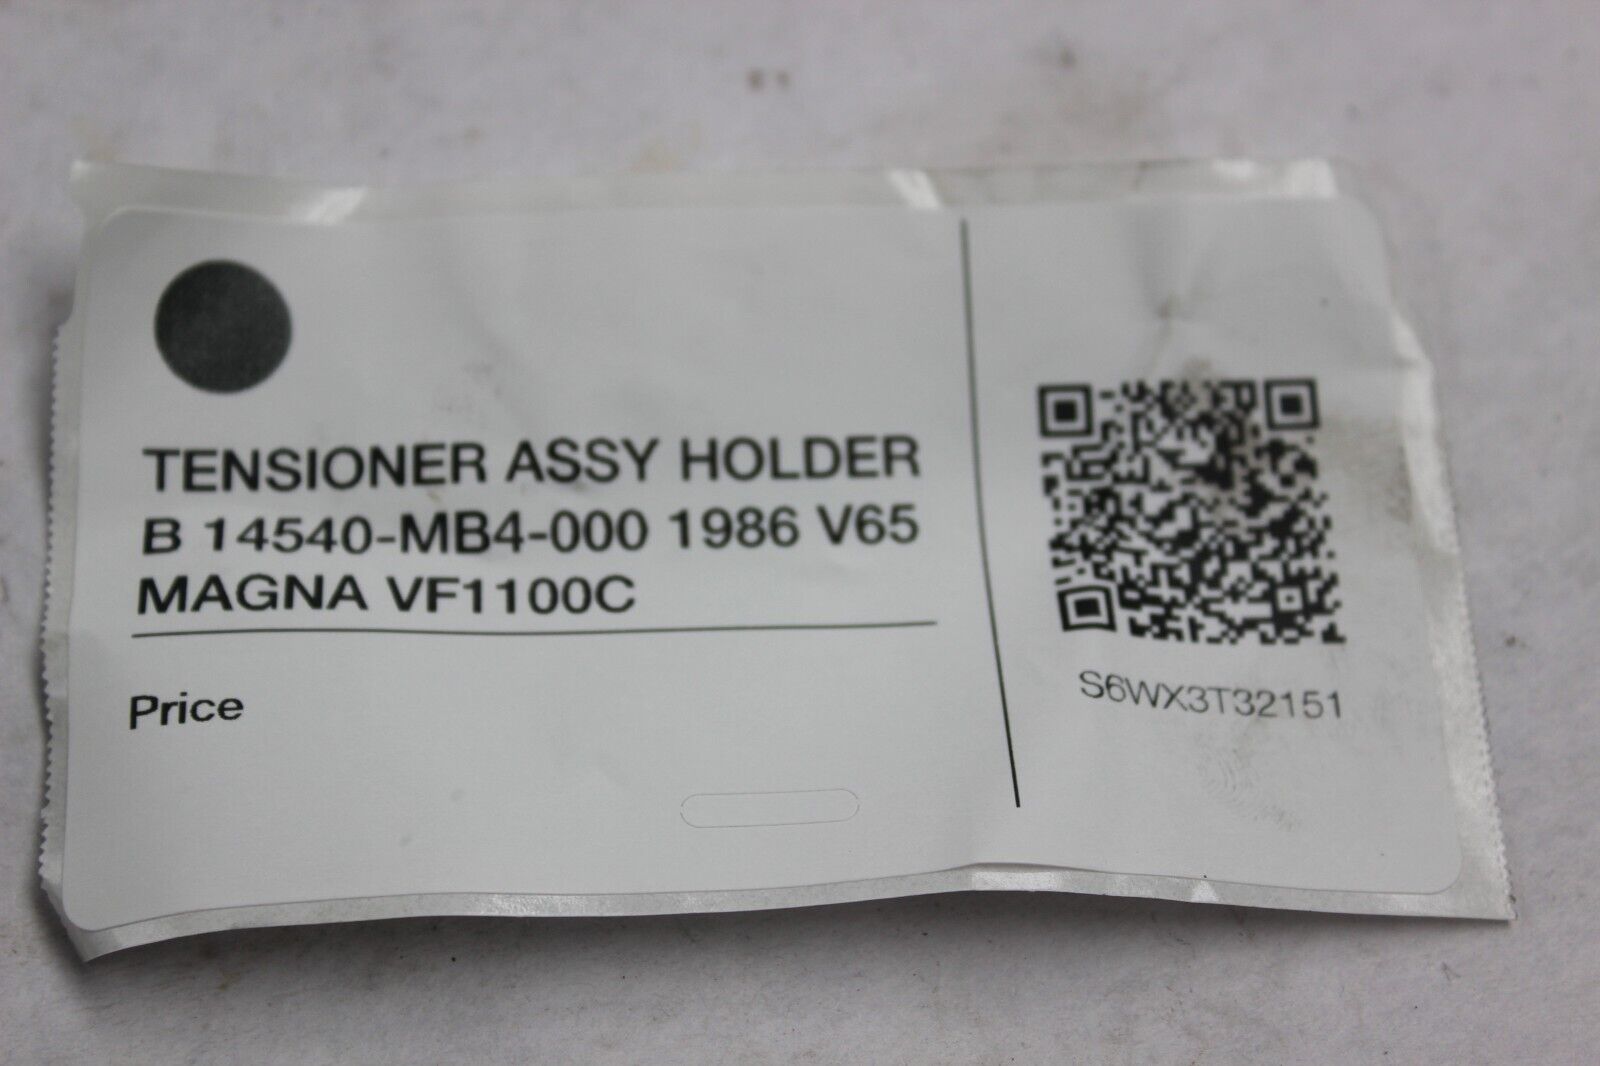 TENSIONER ASSY HOLDER
B 14540-MB4-000 1986 V65
MAGNA VF1100C
Price
S6WX3T32151